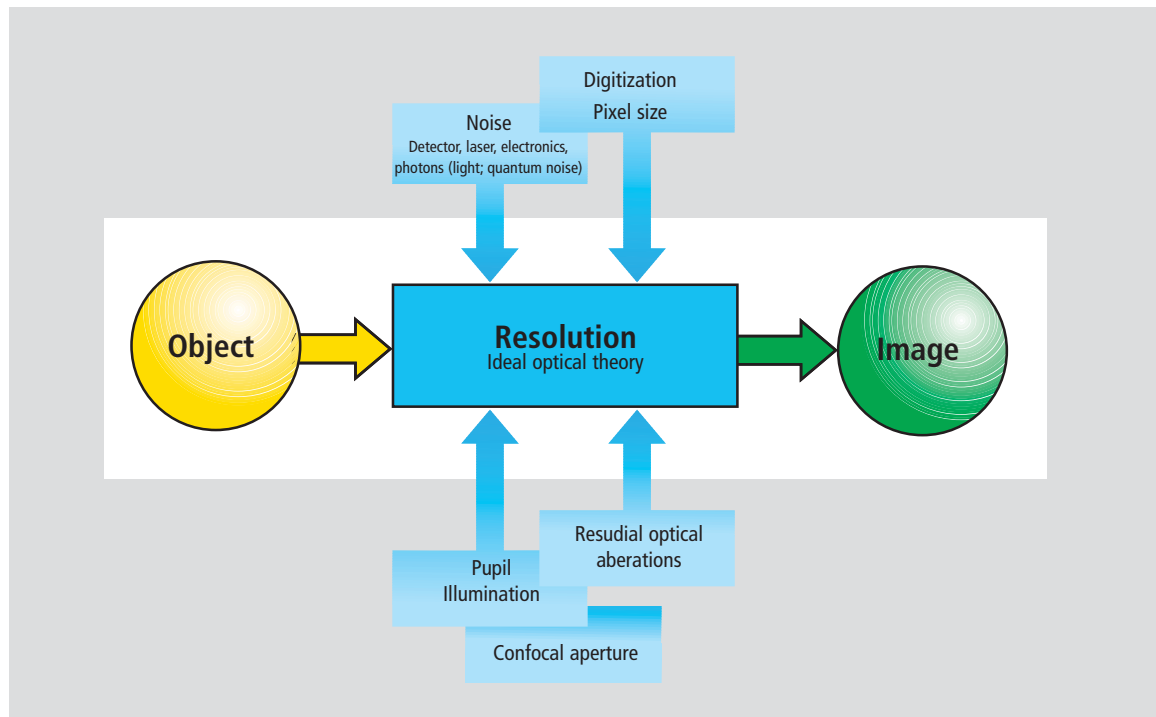 Digitization
Pixel size
Noise
Detector, laser, electronics,
photons (light; quantum noise)
Object
Resolution
Ideal optical theory
Image
Resudial optical
aberations
Pupil
Illumination
Confocal aperture